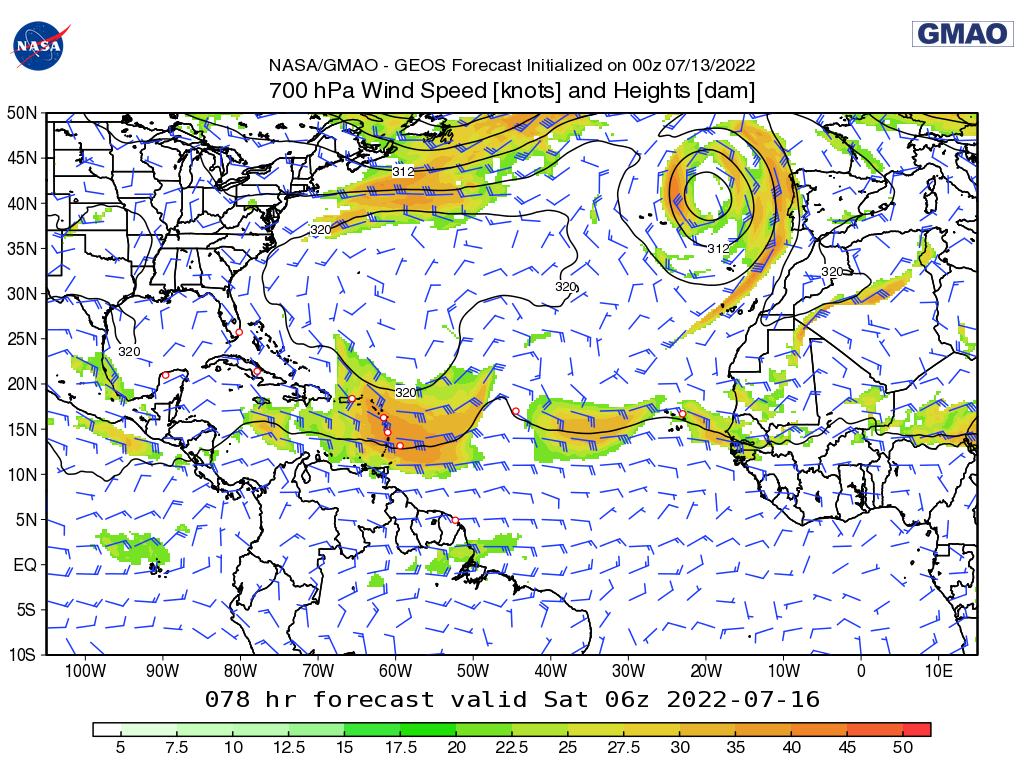 NASA
GMAO
NASA/GMAO - GEOS Forecast Initialized on 00z 07/13/2022
700 hPa Wind Speed [knots] and Heights [dam]
50N
45N
40N
35N
30N
25N
20N
15N
10N
5N
EQ
5S
10S
312
320
312
320
320
320
320
100W 90W 80W 70W 60W 50W 40W 30W 20W 10W 0 10E
078 hr forecast valid Sat 06z 2022-07-16
5 7.5 10 12.5 15 17.5 20 22.5 25 27.5 30 35 40 45 50